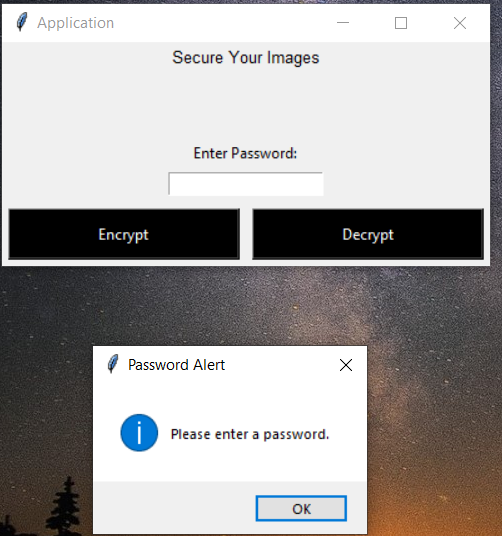 Application
Secure Your Images
Enter Password:
Encrypt
Decrypt
Password Alert
Please enter a password.
OK